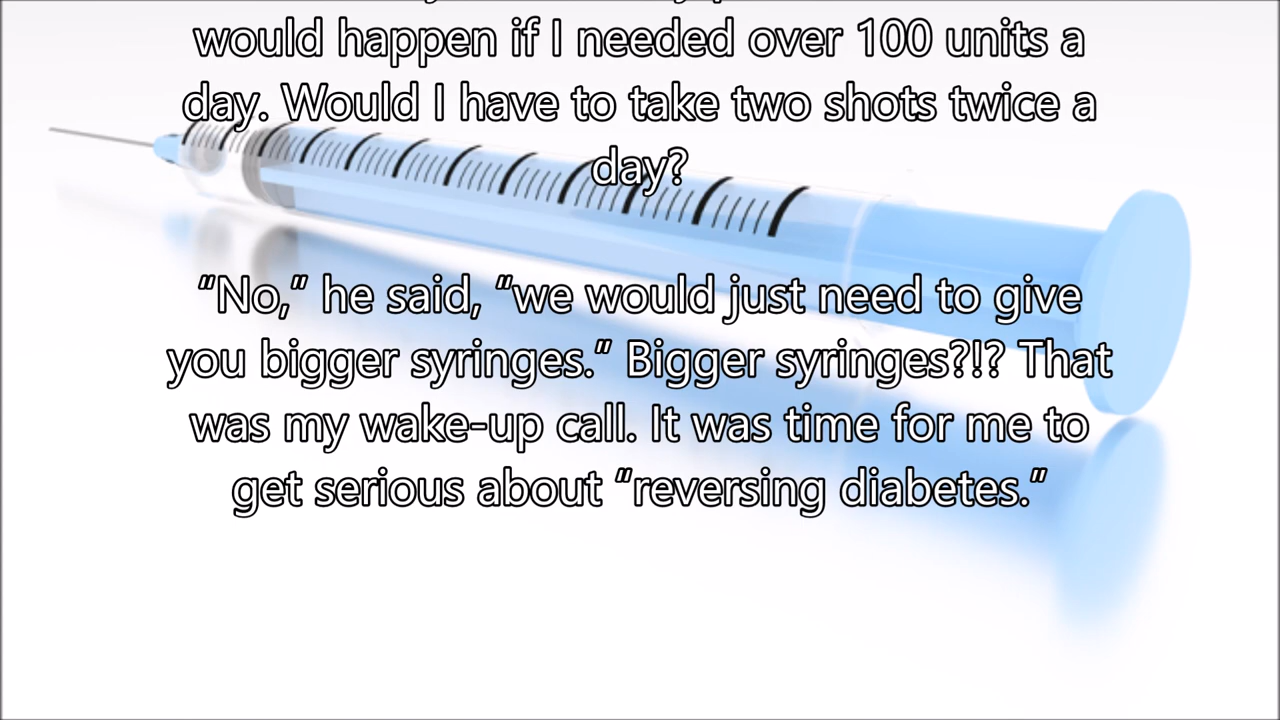 would happen if I needed over 100 units a
day. Would I have to take two shots twice a
day?
“No,” he said, “we would just need to give
you bigger syringes.” Bigger syringes?!? That
was my wake-up call. It was time for me to
get serious about “reversing diabetes.”